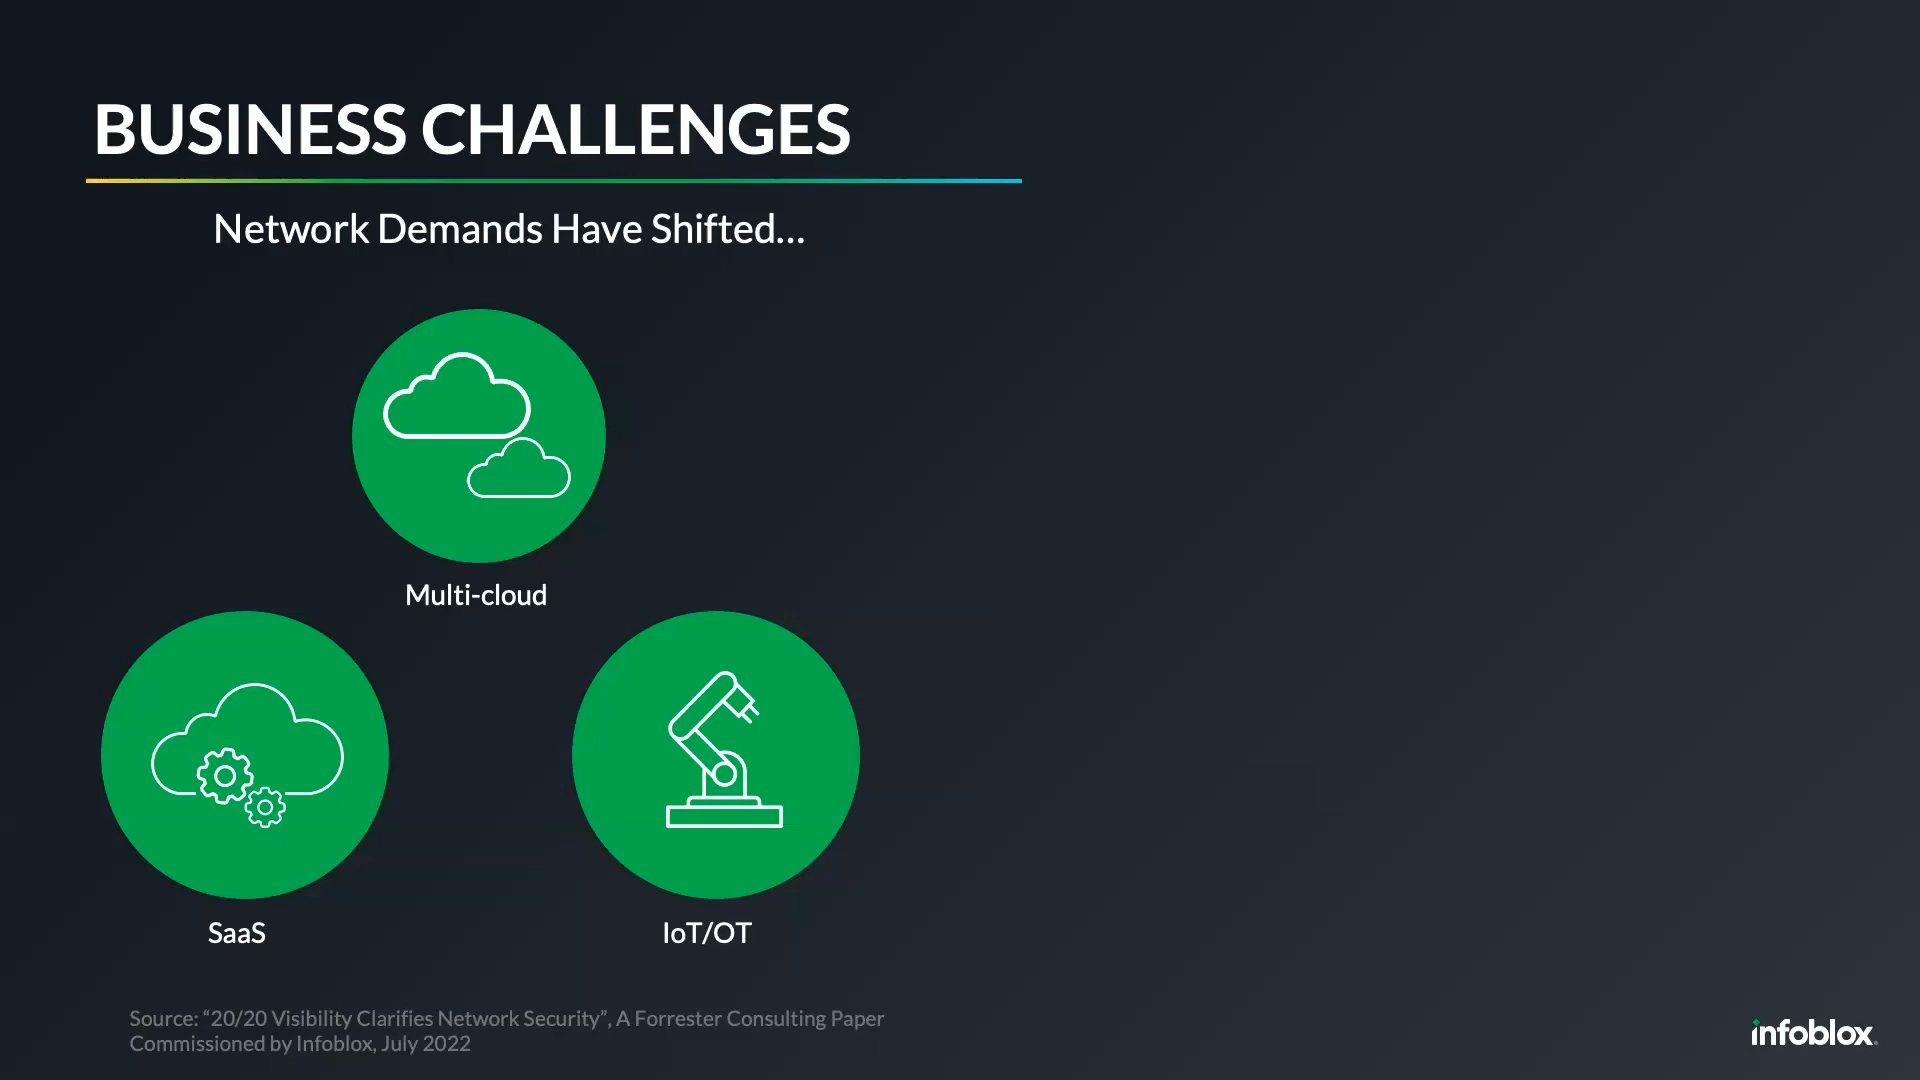 BUSINESS CHALLENGES
Network Demands Have Shifted...
Multi-cloud
SaaS
IoT/OT
Source: “20/20 Visibility Clarifies Network Security”, A Forrester Consulting Paper
Commissioned by Infoblox, July 2022
infoblox.